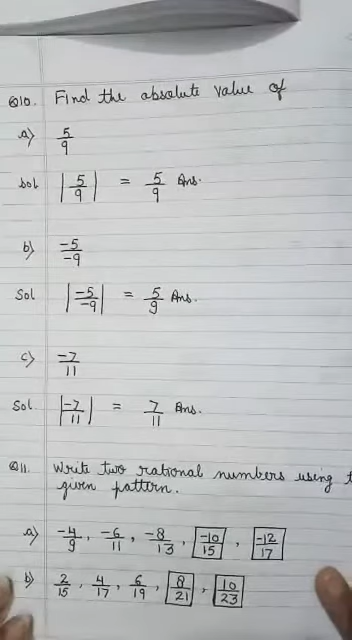 Q10. Find the absolute value of
a) 5/9
Sol |5/9| = 5/9 Ans.
b) -5/-9
Sol |-5/-9| = 5/9 Ans.
c) -7/11
Sol |-7/11| = 7/11 Ans.
Q11. Write two rational numbers using t
given pattern.
a) -4/9, -6/11, -8/13, -10/15, -12/17
b) 2/15, 4/17, 6/19, 8/21, 10/23